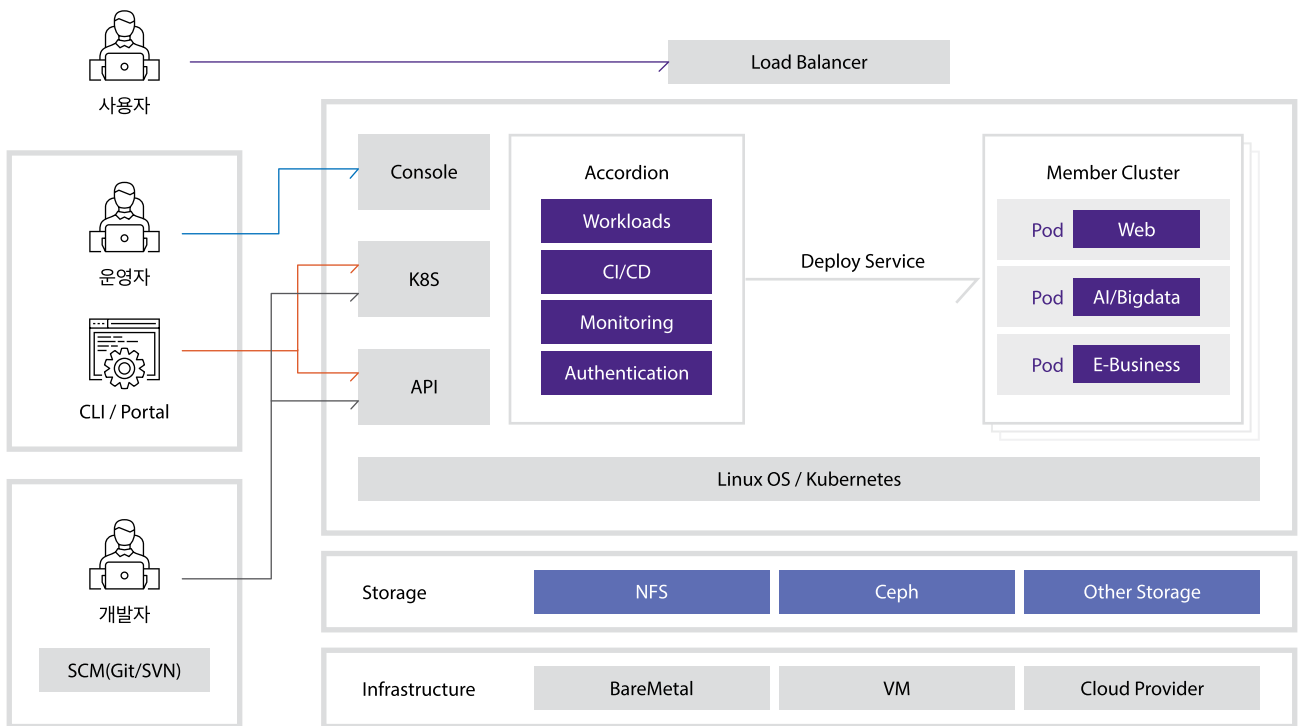 사용자
Load Balancer
운영자
CLI / Portal
개발자
SCM(Git/SVN)
Console
K8S
API
Accordion
Workloads
CI/CD
Monitoring
Authentication
Deploy Service
Member Cluster
Pod Web
Pod AI/Bigdata
Pod E-Business
Linux OS / Kubernetes
Storage NFS Ceph Other Storage
Infrastructure BareMetal VM Cloud Provider